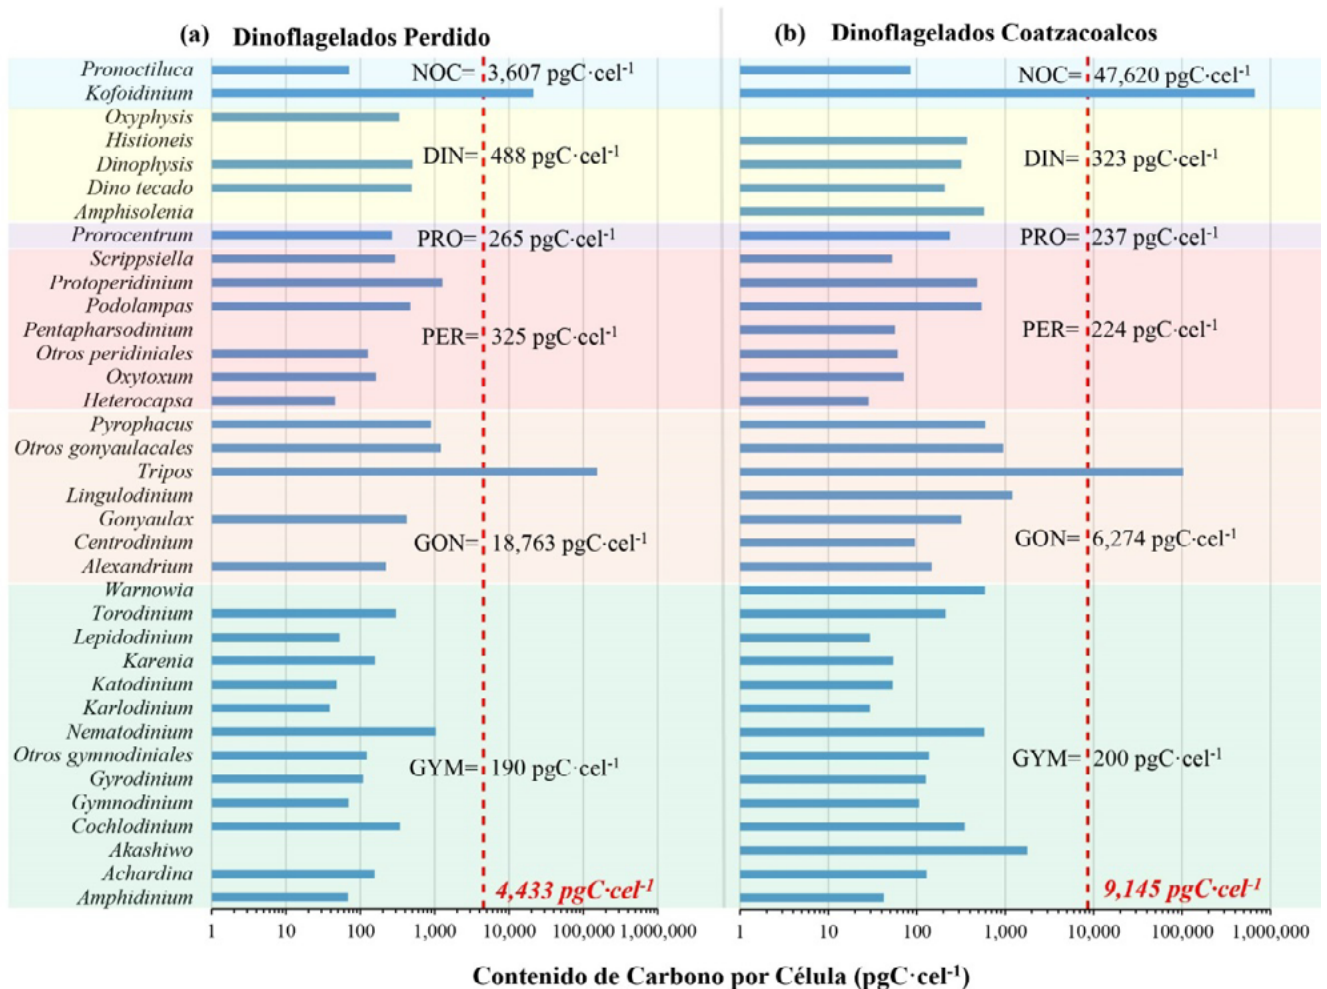 (a) Dinoflagelados Perdido
(b) Dinoflagelados Coatzacoalcos
Pronoctiluca
NOC= 3,607 pgC·cel-1
NOC= 47,620 pgC·cel-1
Kofoidinium
Oxyphysis
Histioneis
Dinophysis
DIN= 488 pgC·cel-1
DIN= 323 pgC·cel-1
Dino tecado
Amphisolenia
Prorocentrum
PRO= 265 pgC·cel-1
PRO= 237 pgC·cel-1
Scrippsiella
Protoperidinium
Podolampas
Pentapharsodinium
PER= 325 pgC·cel-1
PER= 224 pgC·cel-1
Otros peridiniales
Oxytoxum
Heterocapsa
Pyrophacus
Otros gonyaulacales
Tripos
Lingulodinium
Gonyaulax
Centrodinium
GON= 18,763 pgC·cel-1
GON= 6,274 pgC·cel-1
Alexandrium
Warnowia
Torodinium
Lepidodinium
Karenia
Katodinium
Karlodinium
Nematodinium
Otros gymnodiniales
GYM= 190 pgC·cel-1
GYM= 200 pgC·cel-1
Gyrodinium
Gymnodinium
Cochlodinium
Akashiwo
Achardina
Amphidinium
4,433 pgC·cel-1
9,145 pgC·cel-1
1 10 100 1,000 10,000 100,000 1,000,000
1 10 100 1,000 10,000 100,000 1,000,000
Contenido de Carbono por Célula (pgC·cel-1)